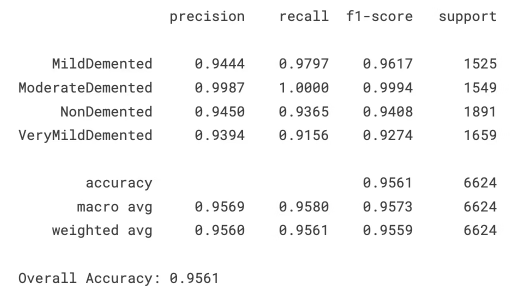 precision recall f1-score support
MildDemented 0.9444 0.9797 0.9617 1525
ModerateDemented 0.9987 1.0000 0.9994 1549
NonDemented 0.9450 0.9365 0.9408 1891
VeryMildDemented 0.9394 0.9156 0.9274 1659
accuracy 0.9561 6624
macro avg 0.9569 0.9580 0.9573 6624
weighted avg 0.9560 0.9561 0.9559 6624
Overall Accuracy: 0.9561